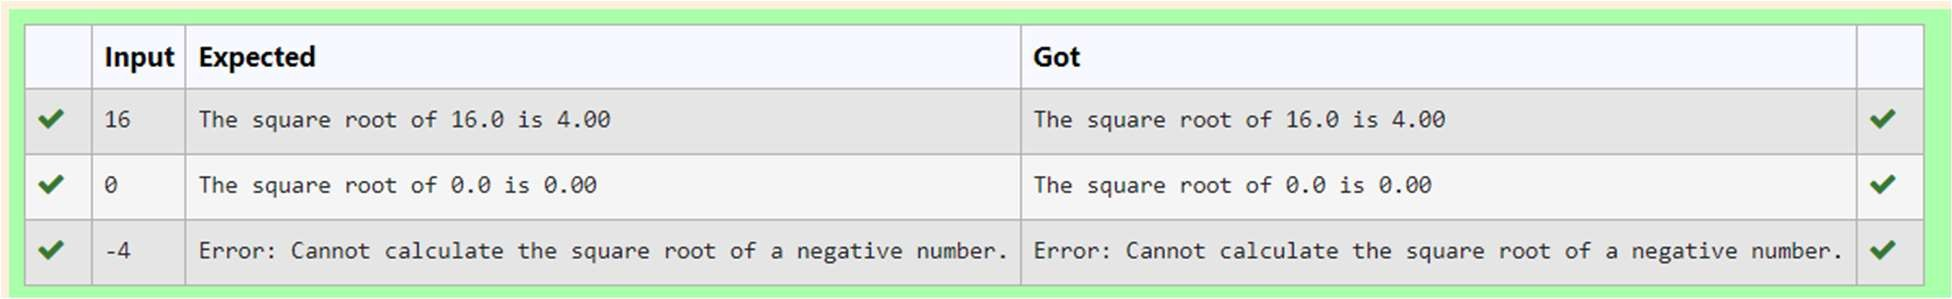 Input Expected Got
16 The square root of 16.0 is 4.00 The square root of 16.0 is 4.00
0 The square root of 0.0 is 0.00 The square root of 0.0 is 0.00
-4 Error: Cannot calculate the square root of a negative number. Error: Cannot calculate the square root of a negative number.